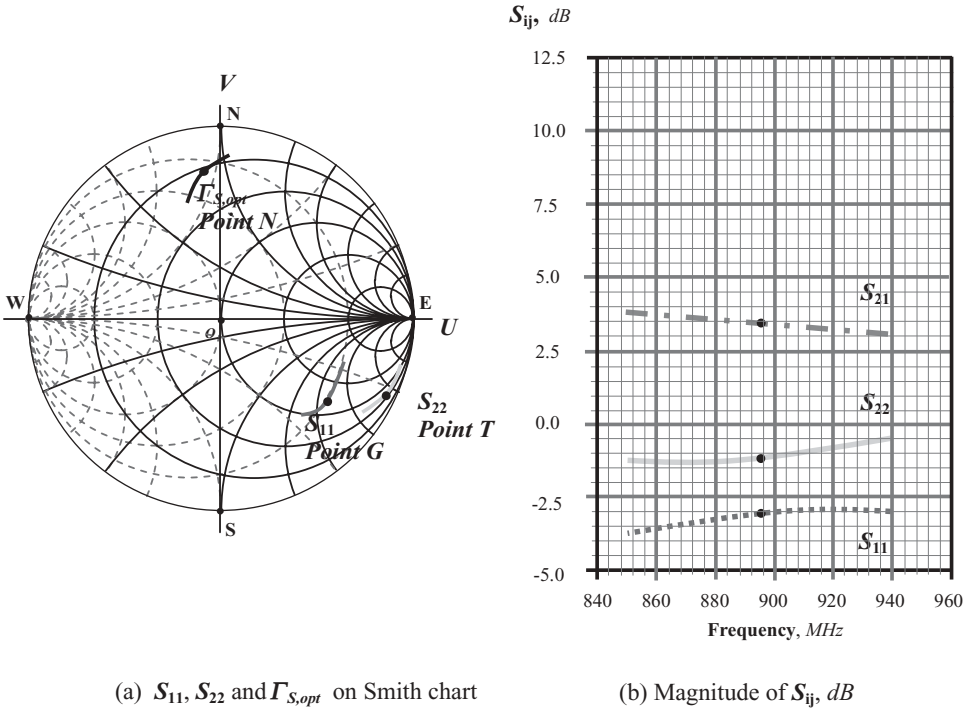 S_ij, dB
V
N
Γ_S,opt
Point N
W
E
o
U
S_11
Point G
S_22
Point T
S
12.5
10.0
7.5
5.0
2.5
0.0
-2.5
-5.0
S_21
S_22
S_11
840 860 880 900 920 940 960
Frequency, MHz
(a) S_11, S_22 and Γ_S,opt on Smith chart
(b) Magnitude of S_ij, dB